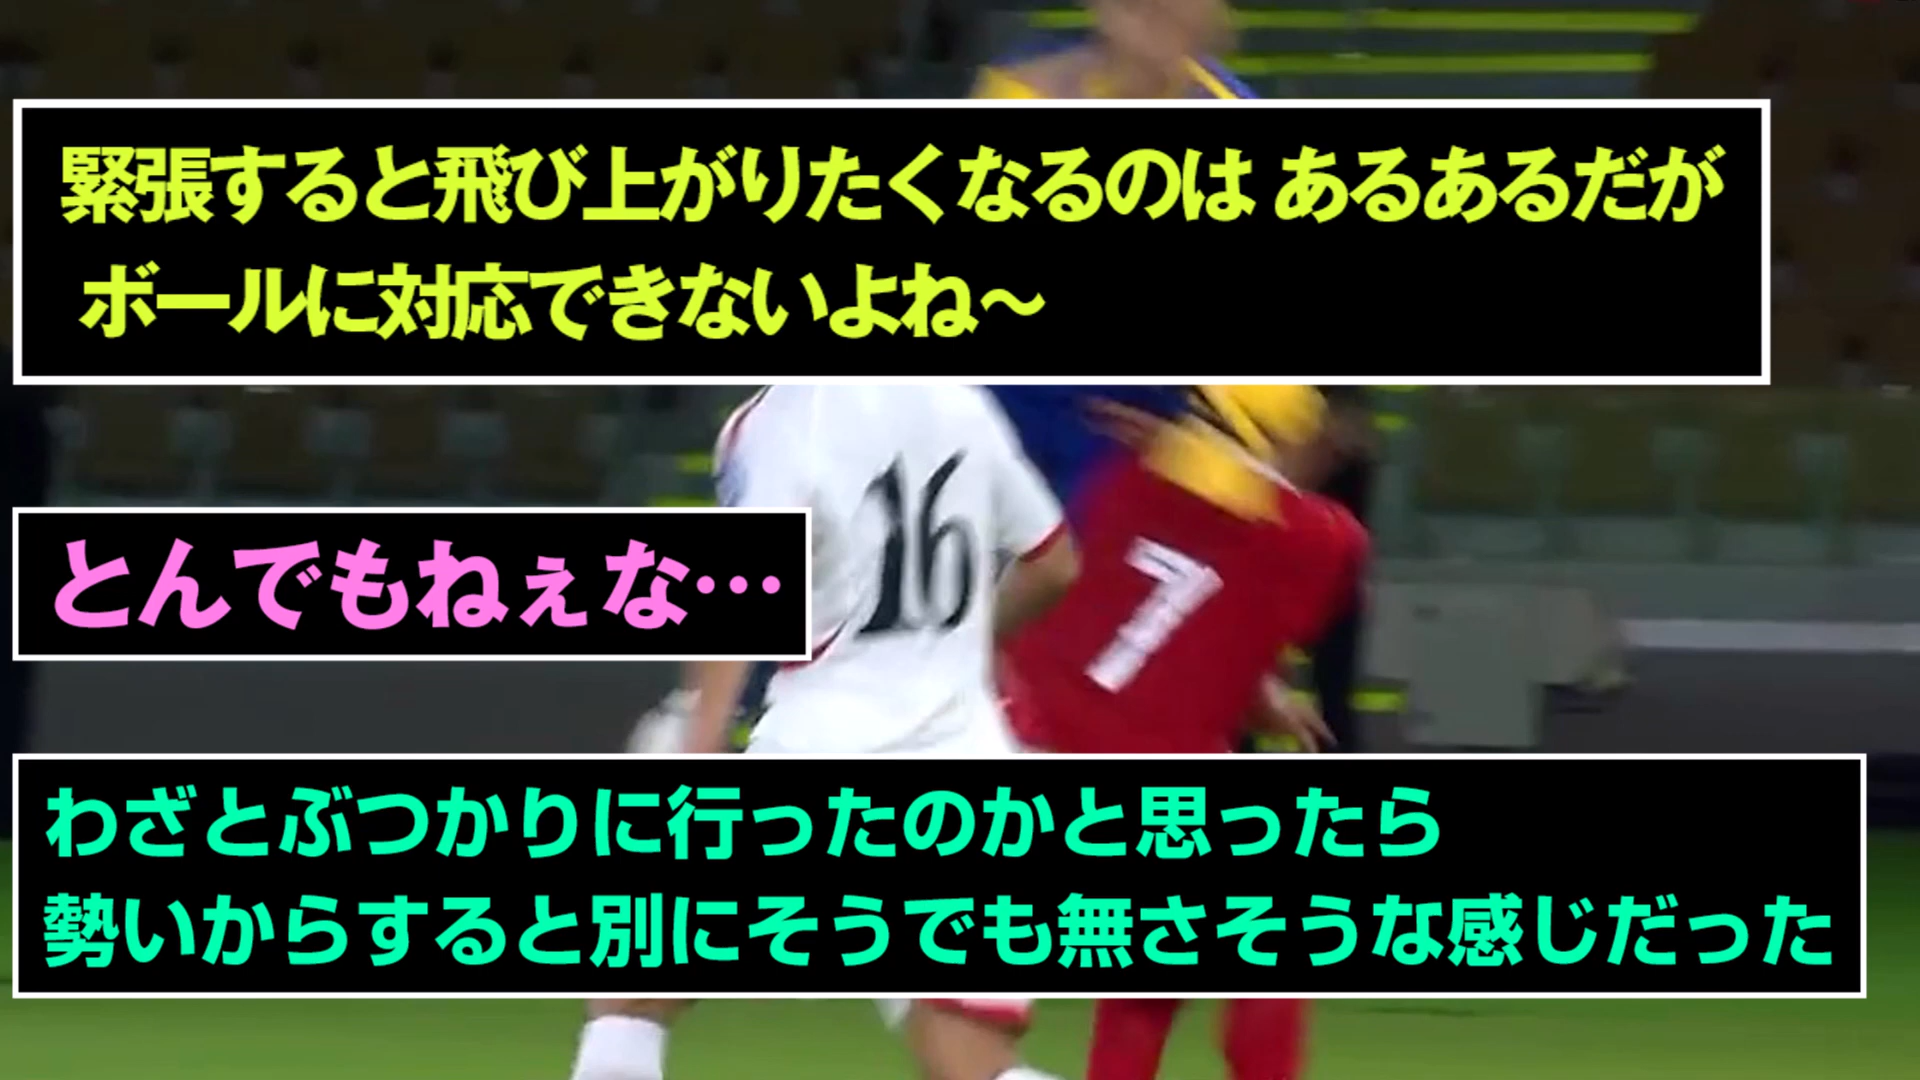 緊張すると飛び上がりたくなるのは あるあるだが
ボールに対応できないよね～
16
7
とんでもねぇな…
わざとぶつかりに行ったのかと思ったら
勢いからすると別にそうでも無さそうな感じだった